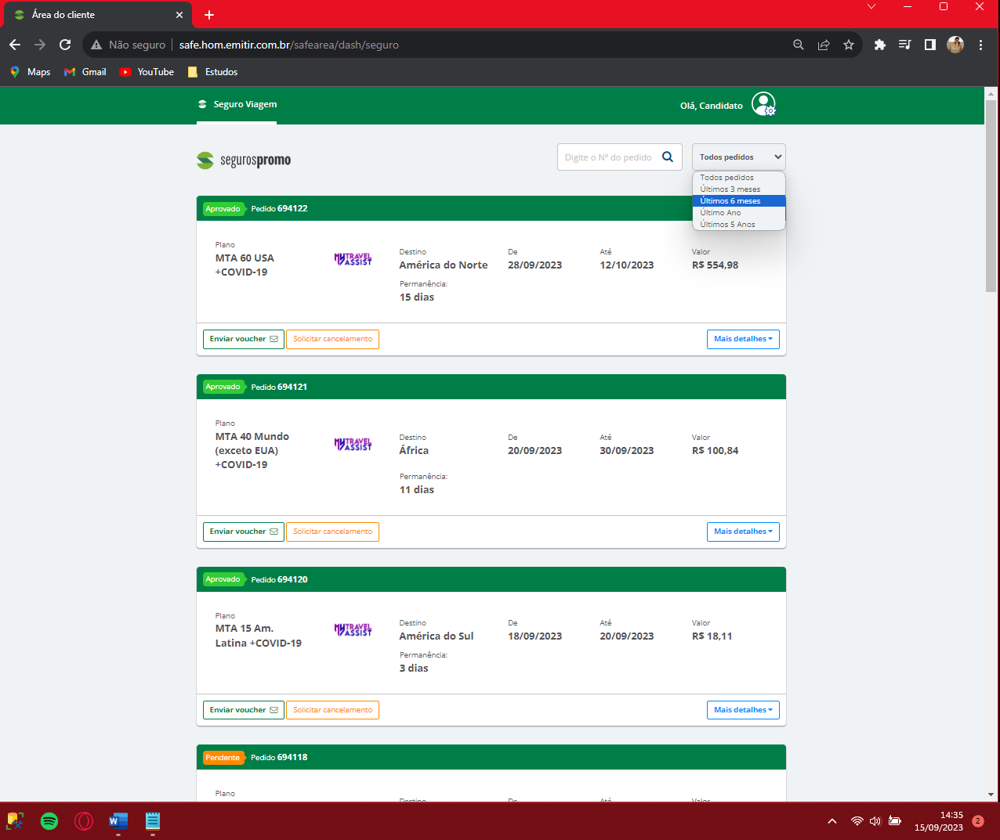 Área do cliente
Não seguro
safe.hom.emitir.com.br/safearea/dash/seguro
Maps
Gmail
YouTube
Estudos
Seguro Viagem
Olá, Candidato
segurospromo
Digite o Nº do pedido
Todos pedidos
Todos pedidos
Últimos 3 meses
Últimos 6 meses
Último Ano
Últimos 5 Anos
Aprovado
Pedido 694122
Plano
MTA 60 USA
+COVID-19
MYTRAVEL
ASSIST
Destino
América do Norte
De
28/09/2023
Até
12/10/2023
Valor
R$ 554,98
Permanência:
15 dias
Enviar voucher
Solicitar cancelamento
Mais detalhes
Aprovado
Pedido 694121
Plano
MTA 40 Mundo
(exceto EUA)
+COVID-19
MYTRAVEL
ASSIST
Destino
África
De
20/09/2023
Até
30/09/2023
Valor
R$ 100,84
Permanência:
11 dias
Enviar voucher
Solicitar cancelamento
Mais detalhes
Aprovado
Pedido 694120
Plano
MTA 15 Am.
Latina +COVID-19
MYTRAVEL
ASSIST
Destino
América do Sul
De
18/09/2023
Até
20/09/2023
Valor
R$ 18,11
Permanência:
3 dias
Enviar voucher
Solicitar cancelamento
Mais detalhes
Pendente
Pedido 694118
Plano
Destino
De
Até
Valor
14:35
15/09/2023
2